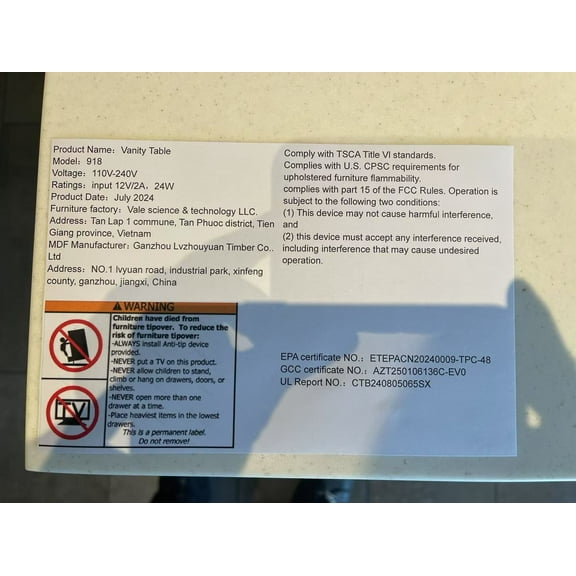 Product Name: Vanity Table
Model: 918
Voltage: 110V-240V
Ratings: input 12V/2A, 24W
Product Date: July 2024
Furniture factory: Vale science & technology LLC.
Address: Tan Lap 1 commune, Tan Phuoc district, Tien
Giang province, Vietnam
MDF Manufacturer: Ganzhou Lvzhouyuan Timber Co.,
Ltd
Address: NO.1 lvyuan road, industrial park, xinfeng
county, ganzhou, jiangxi, China
Comply with TSCA Title VI standards.
Complies with U.S. CPSC requirements for
upholstered furniture flammability.
complies with part 15 of the FCC Rules. Operation is
subject to the following two conditions:
(1) This device may not cause harmful interference,
and
(2) this device must accept any interference received,
including interference that may cause undesired
operation.
WARNING
Children have died from
furniture tipover. To reduce the
risk of furniture tipover:
-ALWAYS install Anti-tip device
provided.
-NEVER put a TV on this product.
-NEVER allow children to stand,
climb or hang on drawers, doors, or
shelves.
-NEVER open more than one
drawer at a time.
-Place heaviest items in the lowest
drawers.
This is a permanent label.
Do not remove!
TV
EPA certificate NO.: ETEPACN20240009-TPC-48
GCC certificate NO.: AZT250106136C-EV0
UL Report NO.: CTB240805065SX